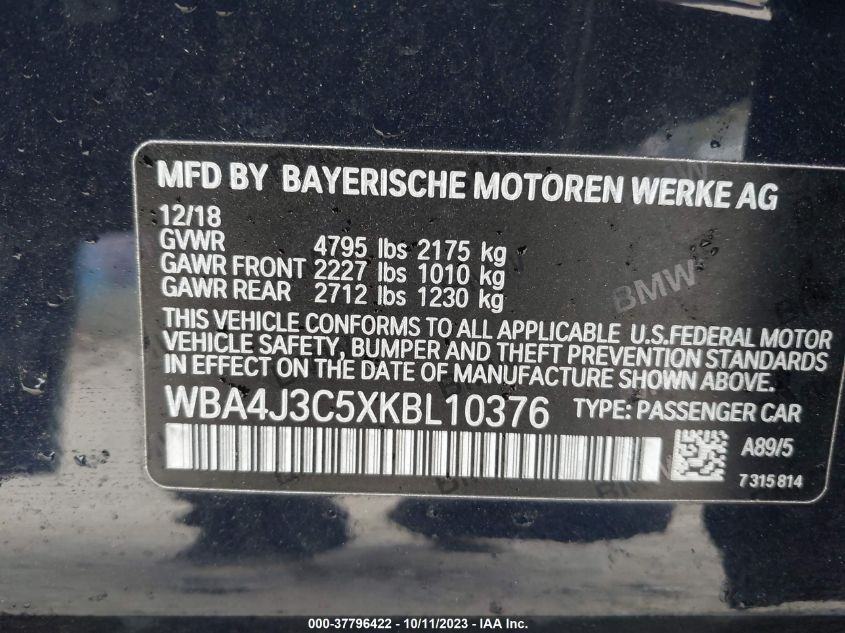 MFD BY BAYERISCHE MOTOREN WERKE AG
12/18
GVWR 4795 lbs 2175 kg
GAWR FRONT 2227 lbs 1010 kg
GAWR REAR 2712 lbs 1230 kg
THIS VEHICLE CONFORMS TO ALL APPLICABLE U.S.FEDERAL MOTOR
VEHICLE SAFETY, BUMPER AND THEFT PREVENTION STANDARDS
IN EFFECT ON THE DATE OF MANUFACTURE SHOWN ABOVE.
WBA4J3C5XKBL10376 TYPE: PASSENGER CAR
A89/5
7 315 814
BMW
000-37796422 - 10/11/2023 - © IAA Inc.